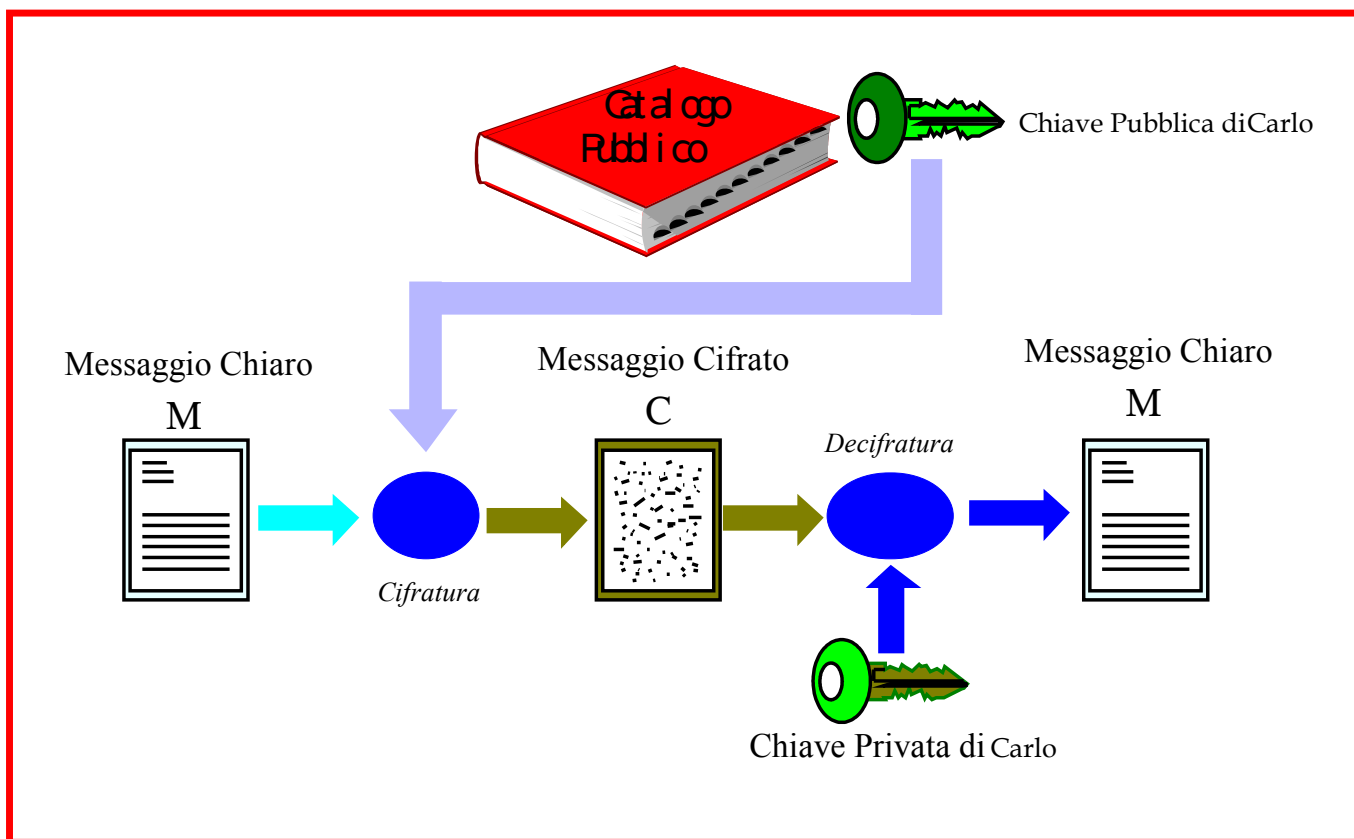 Catalogo
Pubblico
Chiave Pubblica diCarlo
Messaggio Chiaro
M
Messaggio Cifrato
C
Messaggio Chiaro
M
Decifratura
Cifratura
Chiave Privata di Carlo